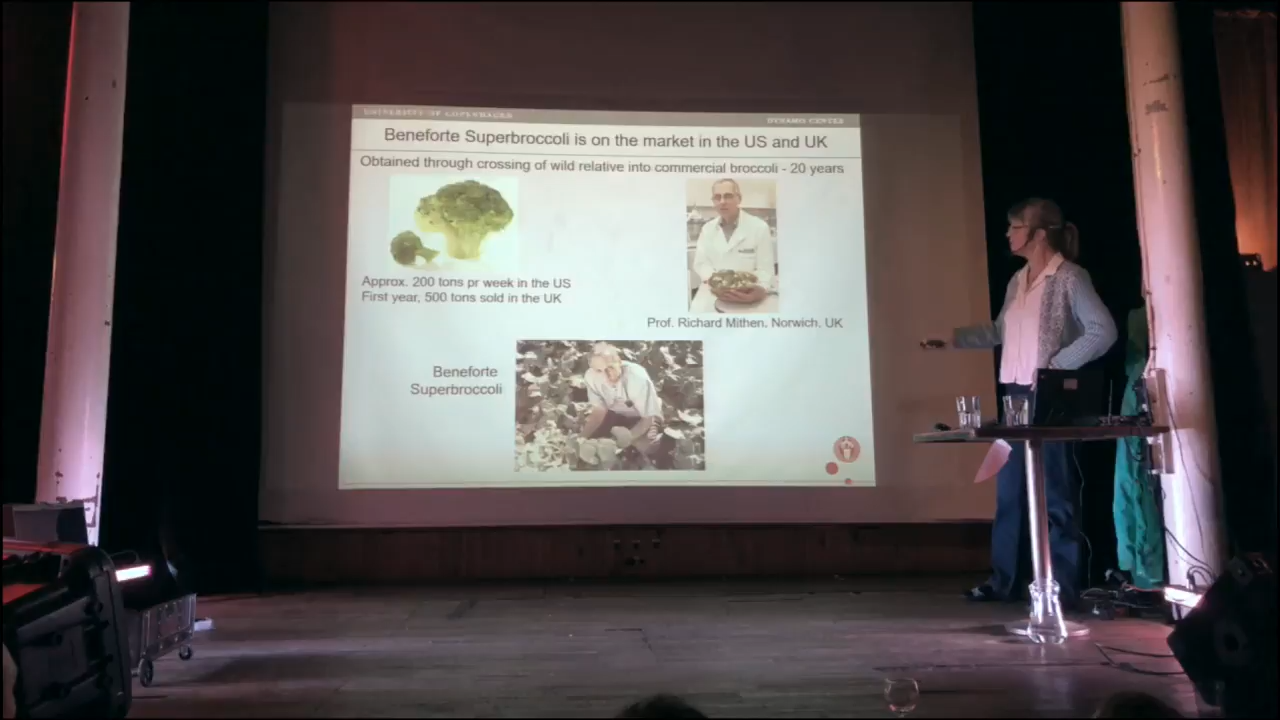 UNIVERSITY OF COPENHAGEN
DYNAMO CENTER
Beneforte Superbroccoli is on the market in the US and UK
Obtained through crossing of wild relative into commercial broccoli - 20 years
Approx. 200 tons pr week in the US
First year, 500 tons sold in the UK
Prof. Richard Mithen, Norwich, UK
Beneforte
Superbroccoli